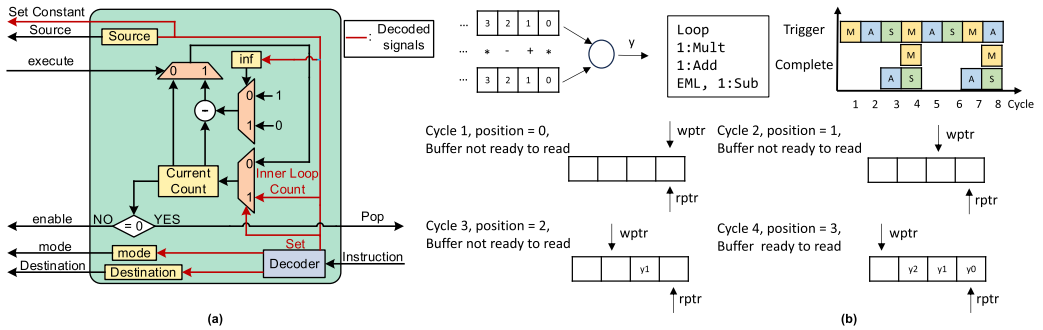 Set Constant
Source
Source
: Decoded
signals
execute
0 1
inf
0
1
1
0
−
Current
Count
0
1
Inner Loop
Count
enable
NO
= 0
YES
Pop
Set
mode
mode
Decoder
Instruction
Destination
Destination
(a)
... 3 2 1 0
... * - + *
... 3 2 1 0
y
Loop
1:Mult
1:Add
EML, 1:Sub
Trigger
M A S M A S M A
Complete
M M
A S A S
1 2 3 4 5 6 7 8 Cycle
Cycle 1, position = 0,
Buffer not ready to read
wptr
rptr
Cycle 2, position = 1,
Buffer not ready to read
wptr
rptr
Cycle 3, position = 2,
Buffer not ready to read
wptr
y1
rptr
Cycle 4, position = 3,
Buffer ready to read
wptr
y2 y1 y0
rptr
(b)